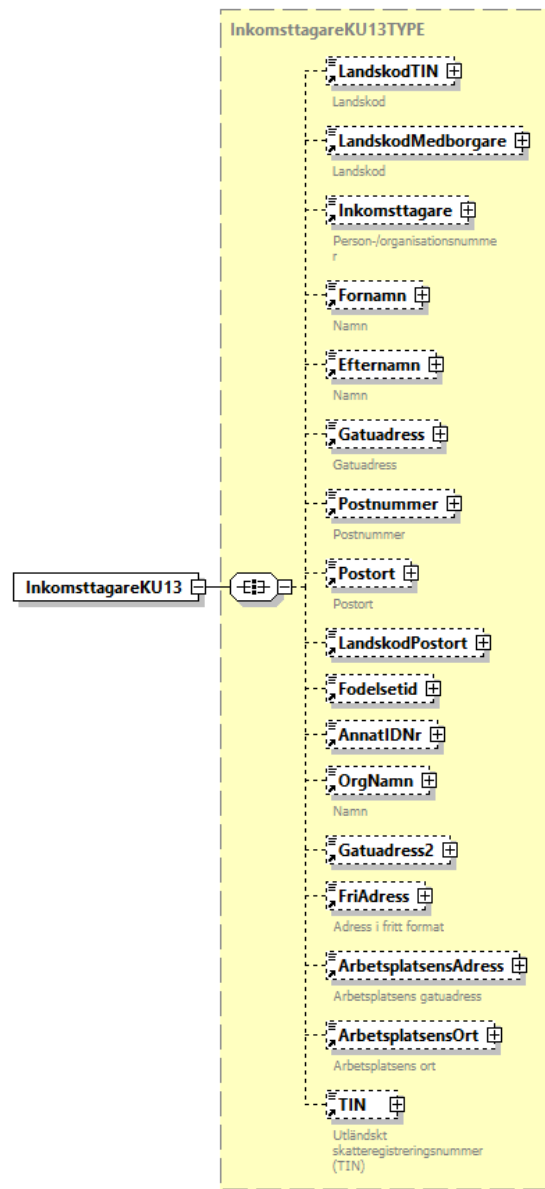 InkomsttagareKU13TYPE
LandskodTIN
Landskod
LandskodMedborgare
Landskod
Inkomsttagare
Person-/organisationsnumme
r
Fornamn
Namn
Efternamn
Namn
Gatuadress
Gatuadress
Postnummer
Postnummer
InkomsttagareKU13
Postort
Postort
LandskodPostort
Fodelsetid
AnnatIDNr
OrgNamn
Namn
Gatuadress2
FriAdress
Adress i fritt format
ArbetsplatsensAdress
Arbetsplatsens gatuadress
ArbetsplatsensOrt
Arbetsplatsens ort
TIN
Utländskt
skatteregistreringsnummer
(TIN)